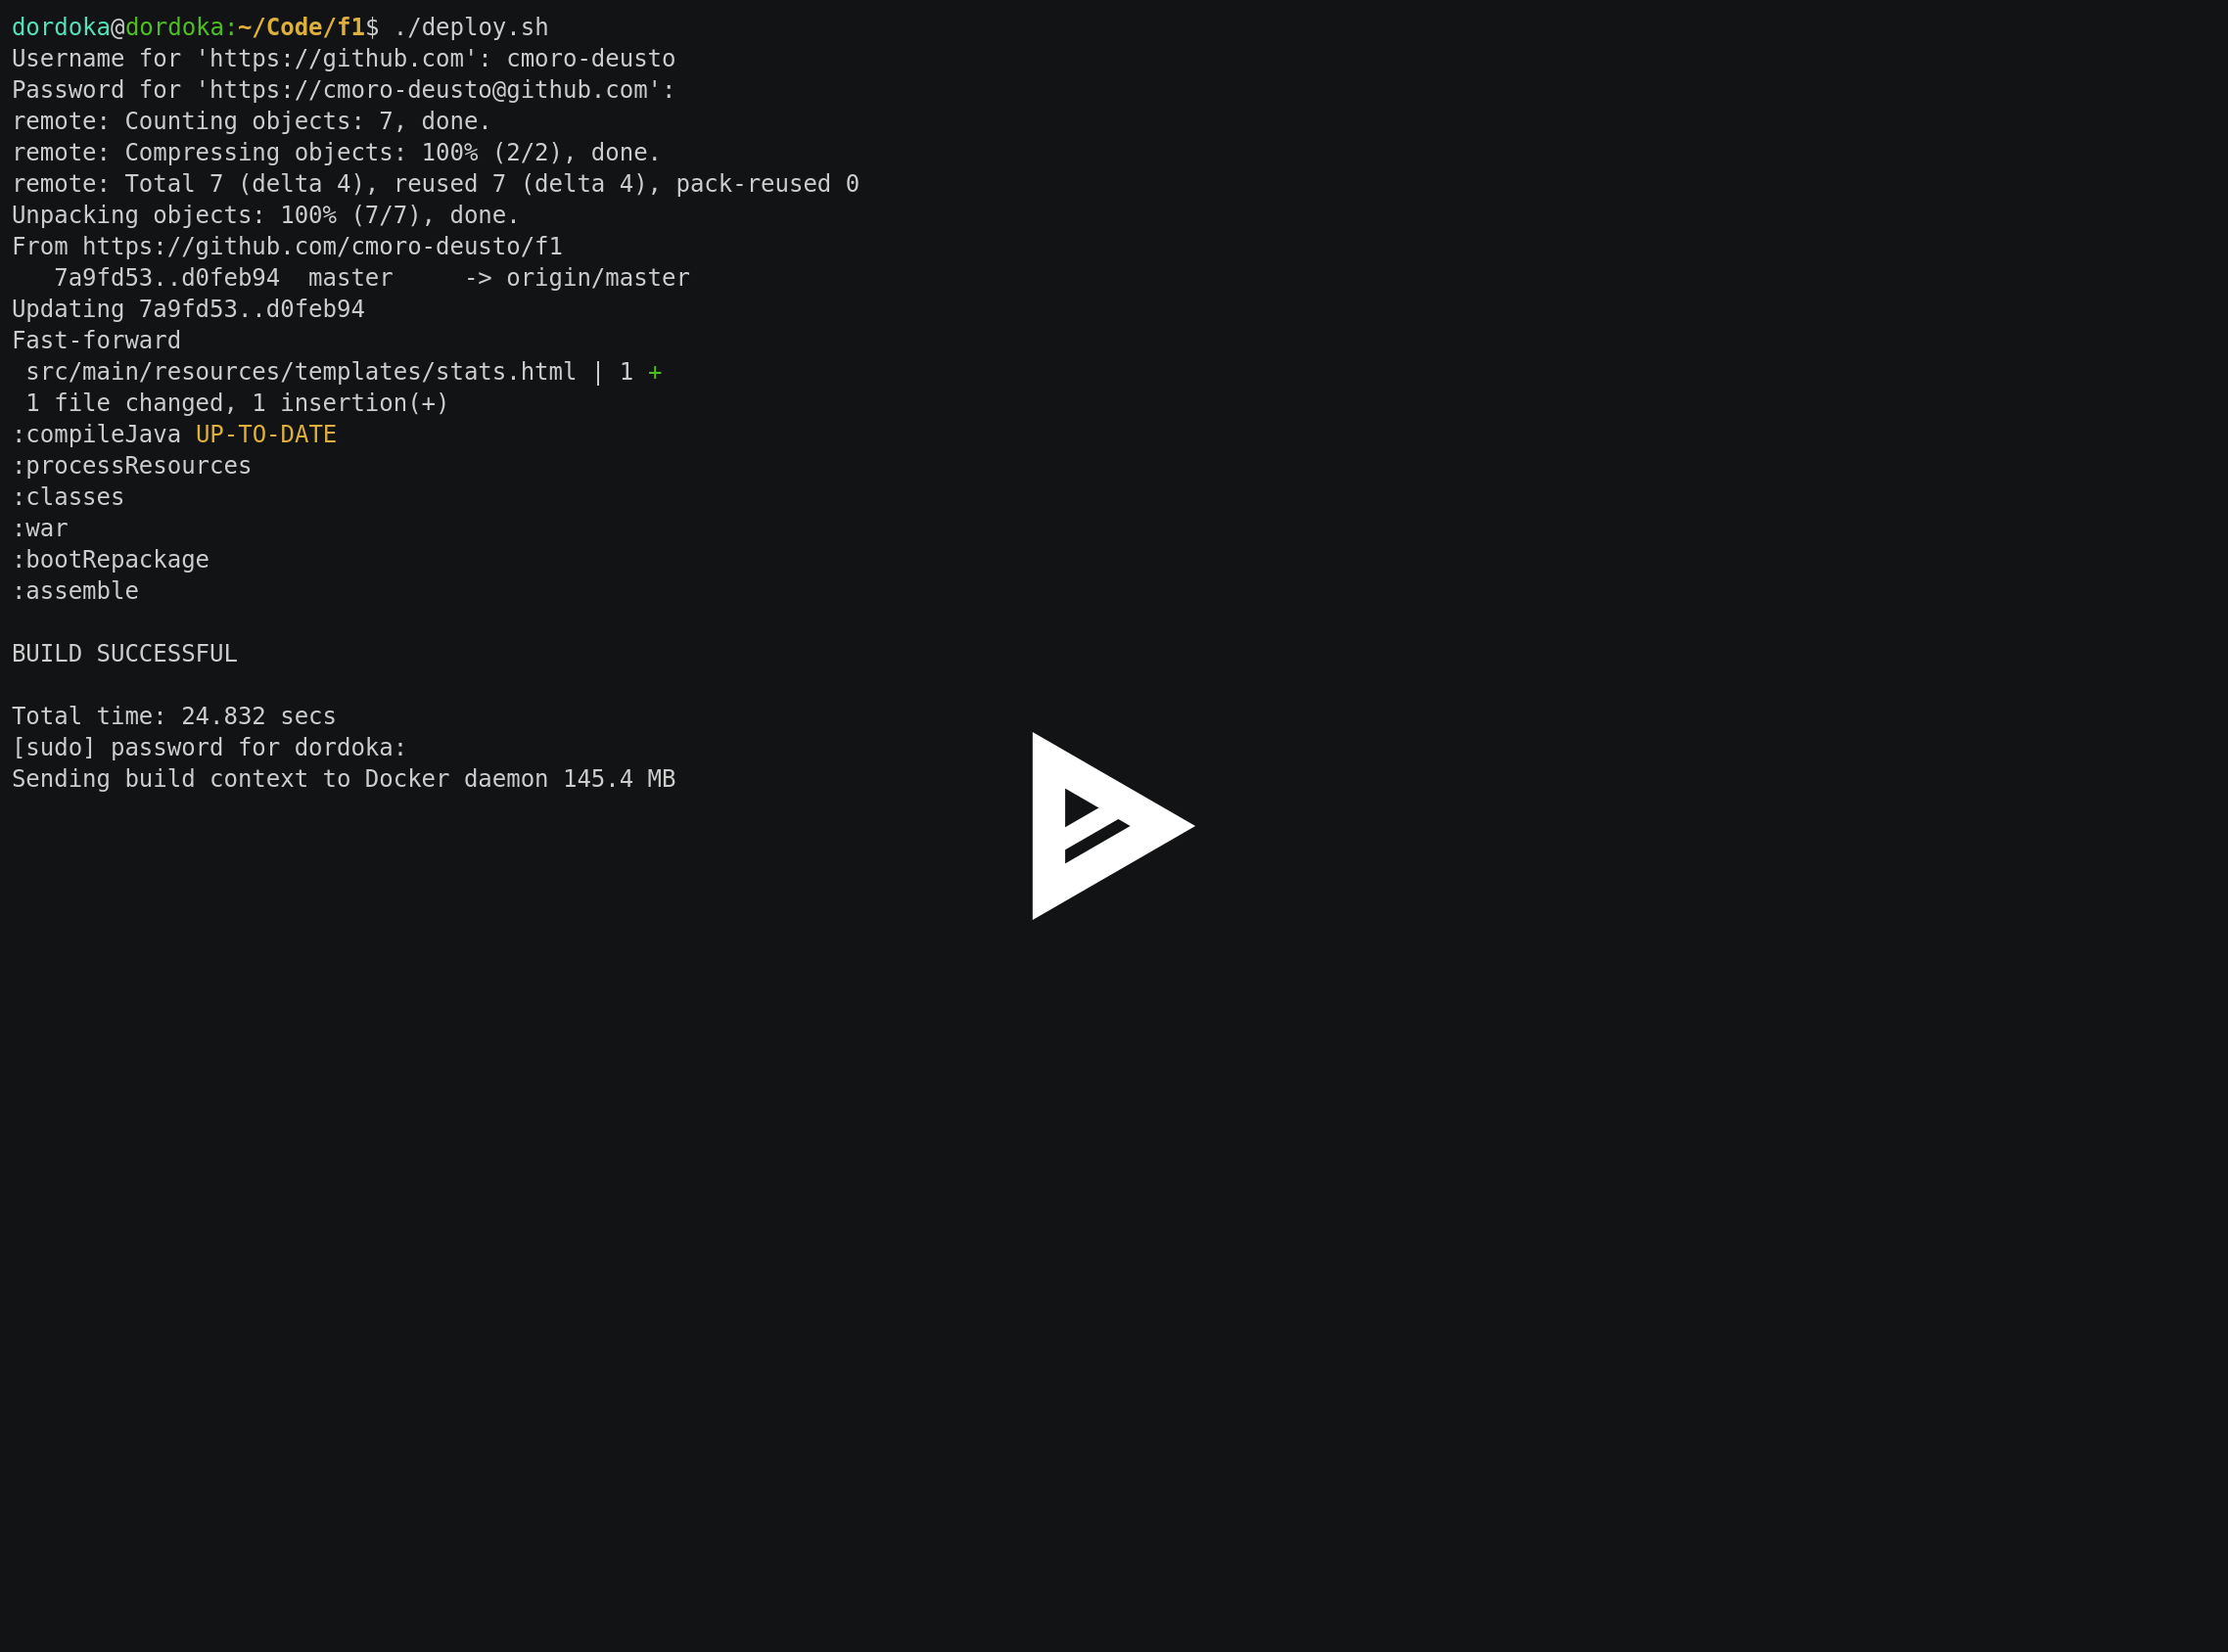 dordoka@dordoka:~/Code/f1$ ./deploy.sh
Username for 'https://github.com': cmoro-deusto
Password for 'https://cmoro-deusto@github.com':
remote: Counting objects: 7, done.
remote: Compressing objects: 100% (2/2), done.
remote: Total 7 (delta 4), reused 7 (delta 4), pack-reused 0
Unpacking objects: 100% (7/7), done.
From https://github.com/cmoro-deusto/f1
   7a9fd53..d0feb94  master     -> origin/master
Updating 7a9fd53..d0feb94
Fast-forward
 src/main/resources/templates/stats.html | 1 +
 1 file changed, 1 insertion(+)
:compileJava UP-TO-DATE
:processResources
:classes
:war
:bootRepackage
:assemble
BUILD SUCCESSFUL
Total time: 24.832 secs
[sudo] password for dordoka:
Sending build context to Docker daemon 145.4 MB